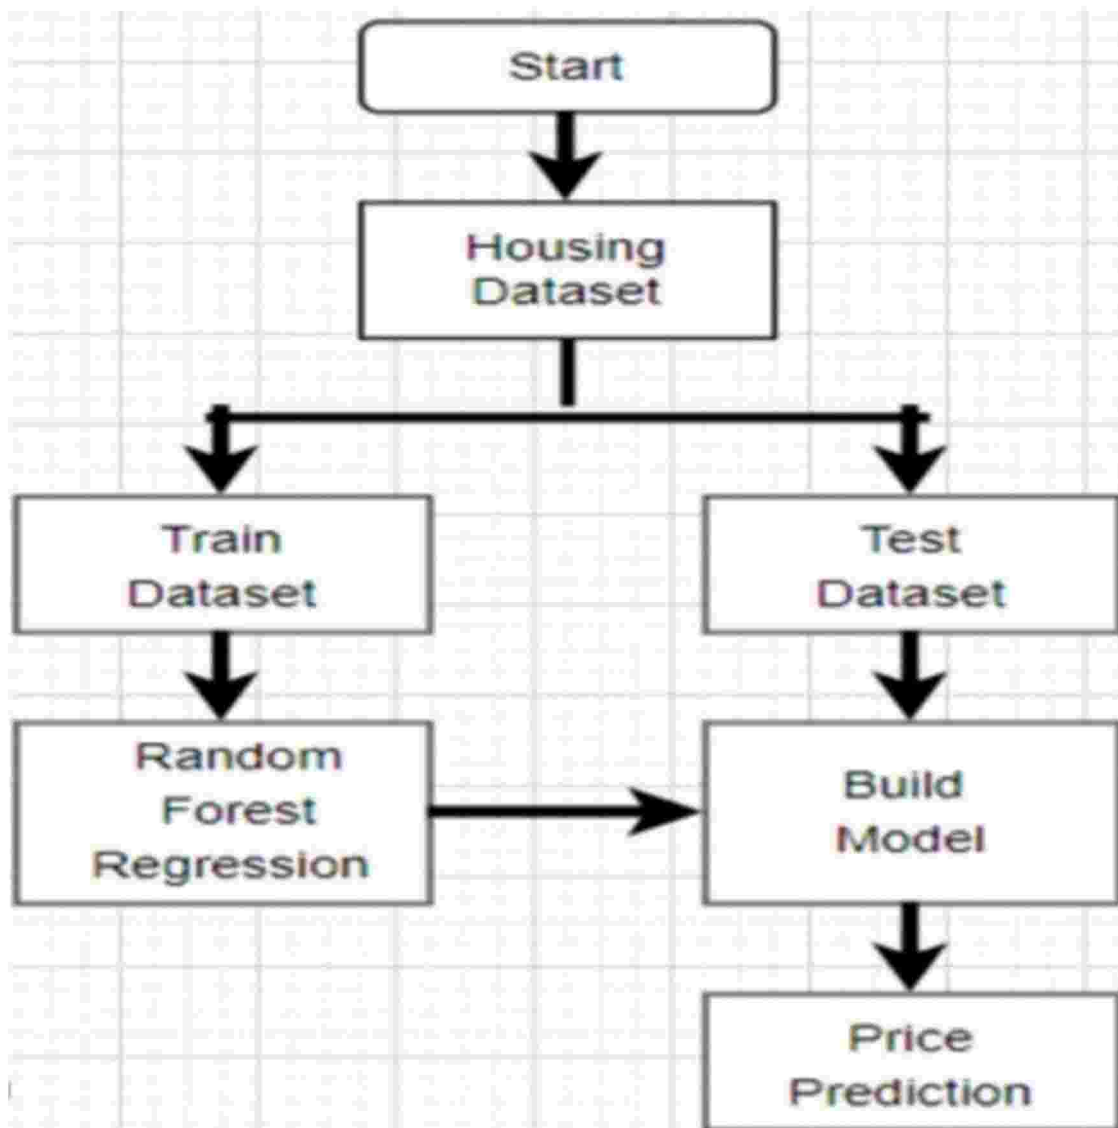 Start
Housing
Dataset
Train
Dataset
Test
Dataset
Random
Forest
Regression
Build
Model
Price
Prediction